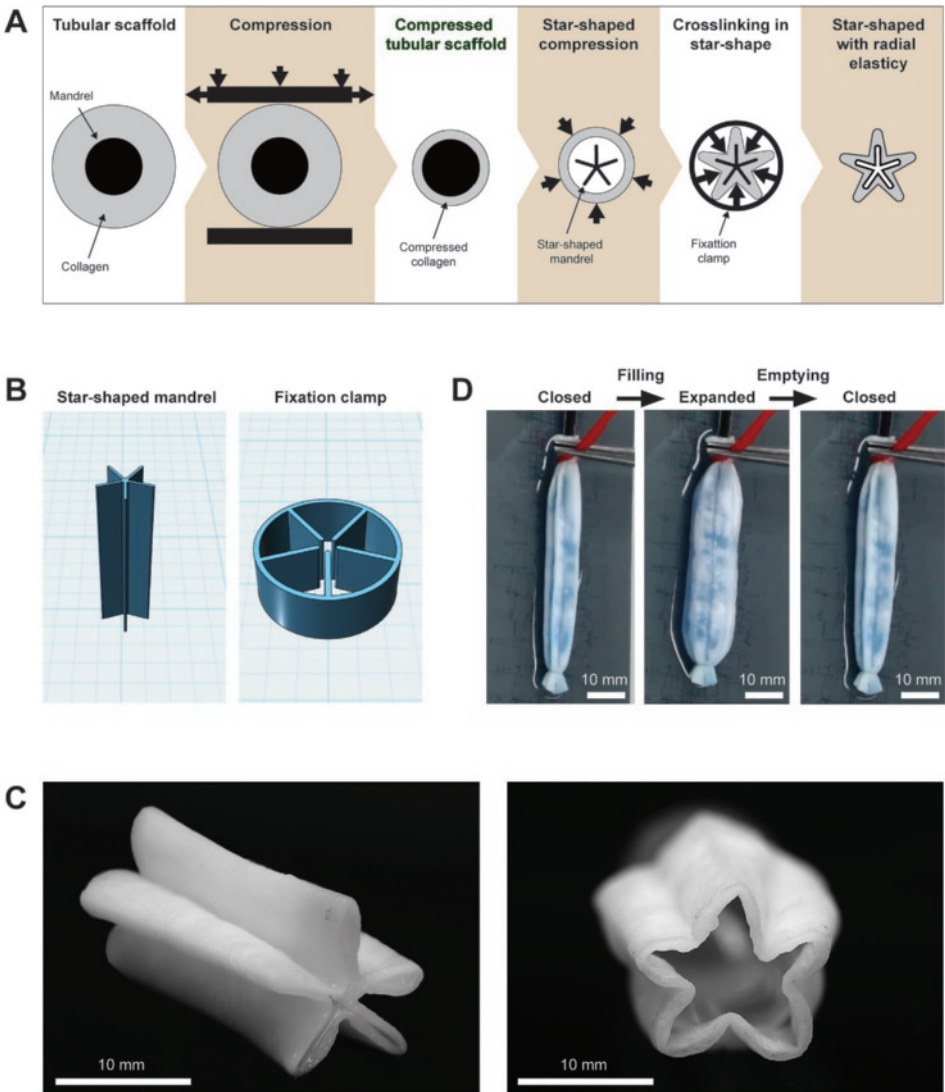 A
Tubular scaffold
Compression
Compressed
tubular scaffold
Star-shaped
compression
Crosslinking in
star-shape
Star-shaped
with radial
elasticy
Mandrel
Collagen
Compressed
collagen
Star-shaped
mandrel
Fixattion
clamp
B
Star-shaped mandrel
Fixation clamp
D
Filling
Emptying
Closed
Expanded
Closed
10 mm
10 mm
10 mm
C
10 mm
10 mm